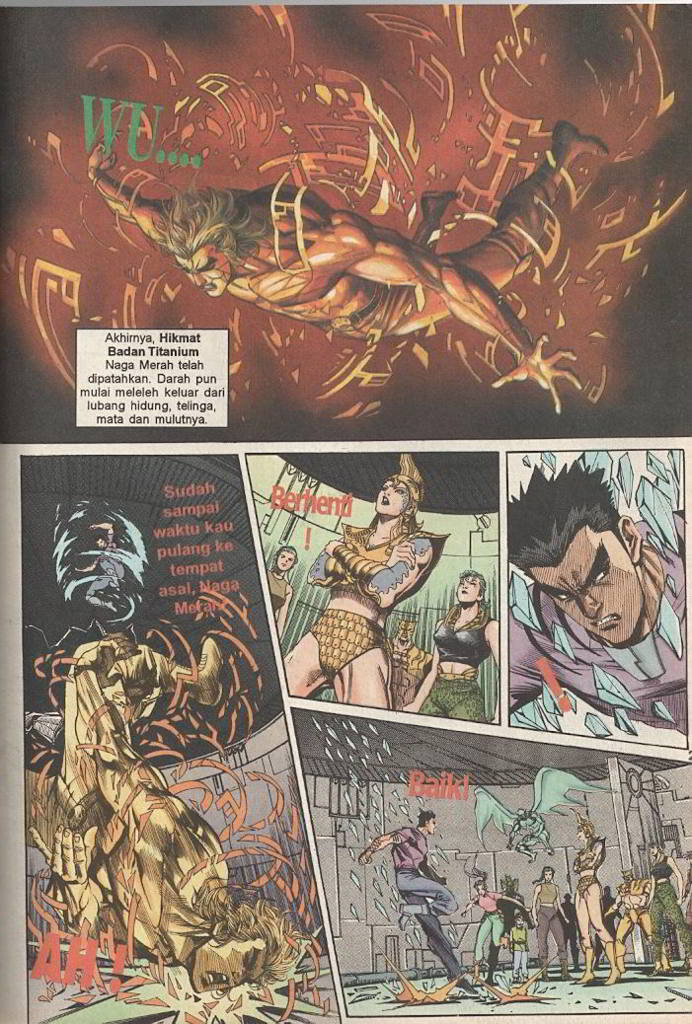 WU....
Akhirnya, Hikmat
Badan Titanium
Naga Merah telah
dipatahkan. Darah pun
mulai meleleh keluar dari
lubang hidung, telinga,
mata dan mulutnya.
Sudah
sampai
waktu kau
pulang ke
tempat
asal, Naga
Merah!
AH !
Berhenti
!
!
Baik!